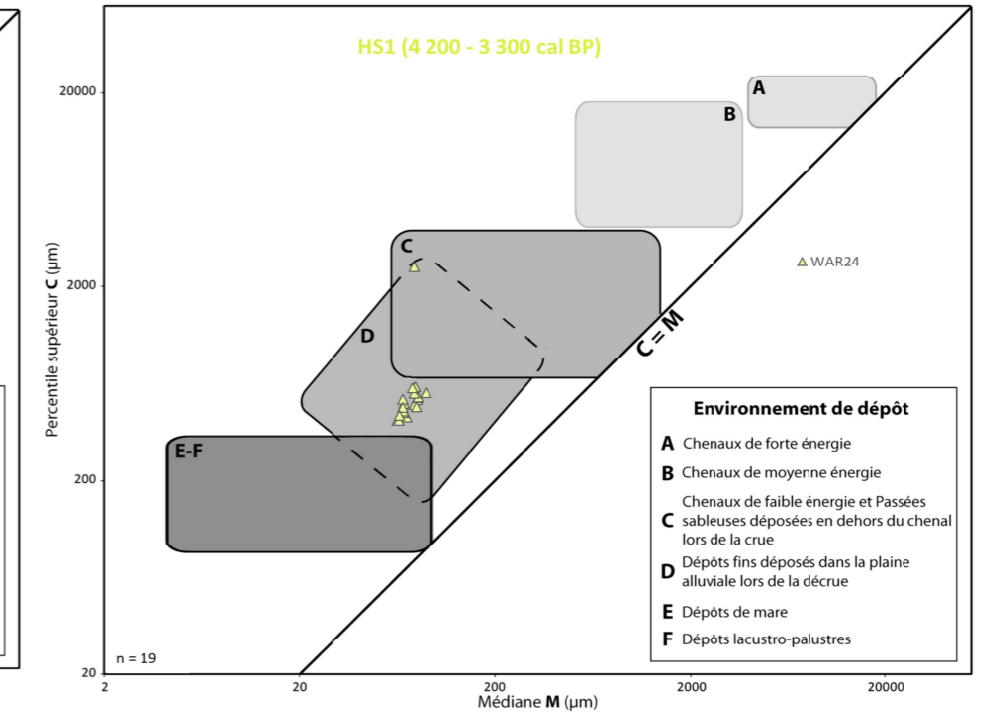 HS1 (4 200 - 3 300 cal BP)
20000
A
B
Percentile supérieur C (µm)
C
2000
WAR24
D
C = M
Environnement de dépôt
A Chenaux de forte énergie
B Chenaux de moyenne énergie
C Chenaux de faible énergie et Passées
sableuses déposées en dehors du chenal
lors de la crue
D Dépôts fins déposés dans la plaine
alluviale lors de la décrue
E Dépôts de mare
F Dépôts lacustro-palustres
E-F
200
n = 19
20
2
20
200
2000
20000
Médiane M (µm)